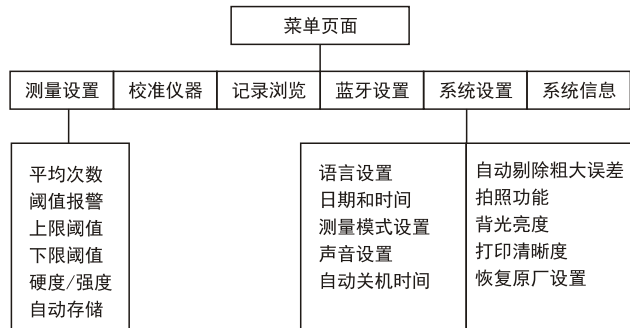 菜单页面
测量设置 校准仪器 记录浏览 蓝牙设置 系统设置 系统信息
平均次数
阈值报警
上限阈值
下限阈值
硬度/强度
自动存储
语言设置
日期和时间
测量模式设置
声音设置
自动关机时间
自动剔除粗大误差
拍照功能
背光亮度
打印清晰度
恢复原厂设置